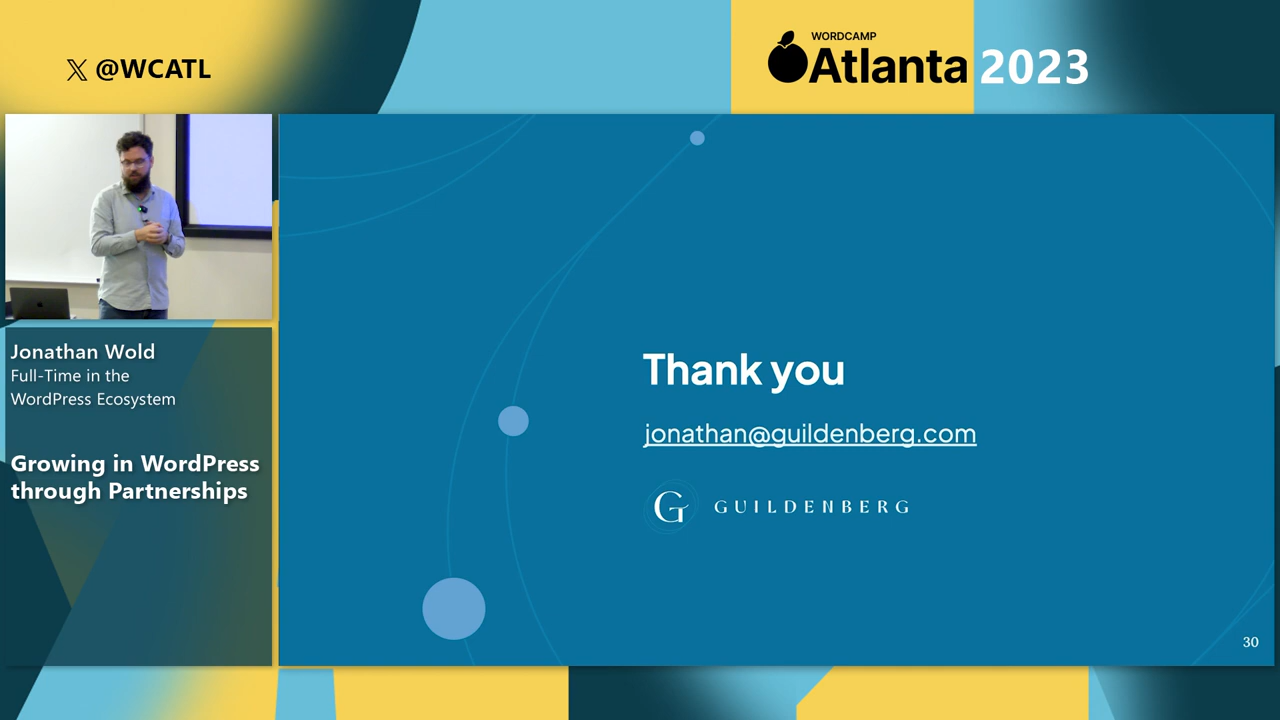 𝕏 @WCATL
WORDCAMP
Atlanta 2023
Jonathan Wold
Full-Time in the
WordPress Ecosystem
Growing in WordPress
through Partnerships
Thank you
jonathan@guildenberg.com
G GUILDENBERG
30